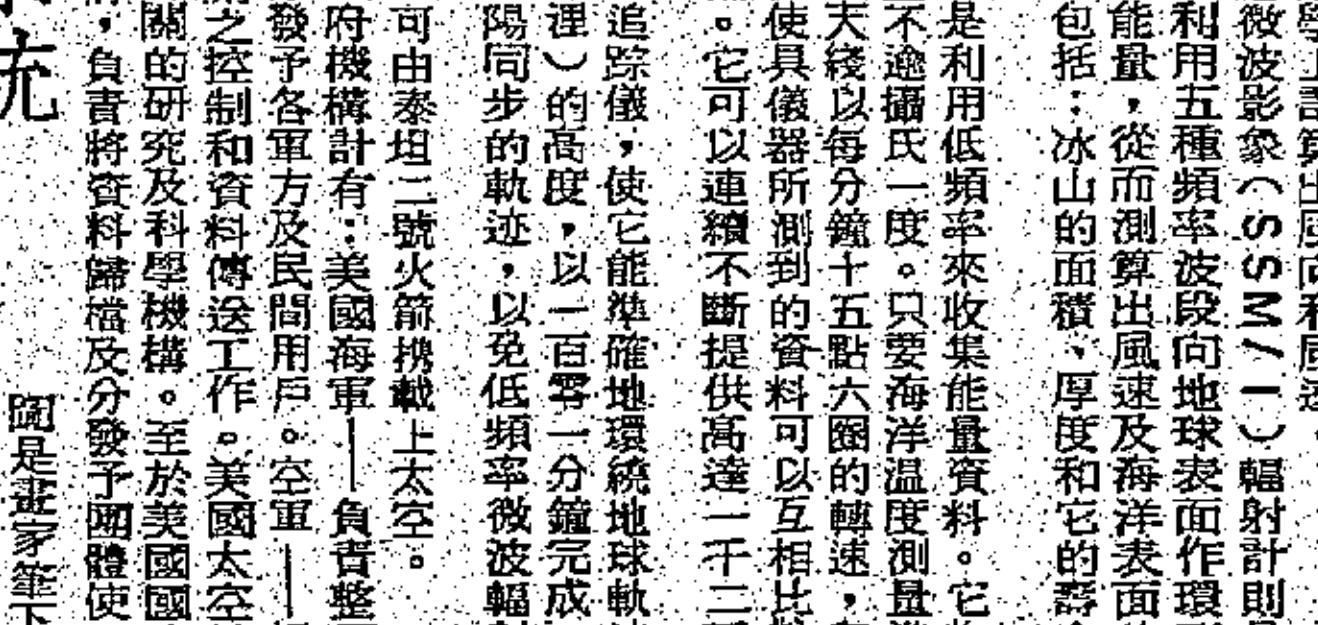 學上計算出風向和風速。
微波影象（SSM/I）輻射計則
利用五種頻率波段向地球表面作環
能量，從而測算出風速及海洋表面
包括：冰山的面積、厚度和它的壽
是利用低頻率來收集能量資料。它
不逾攝氏一度。只要海洋温度測量
天綫以每分鐘十五點六圈的轉速，
使具儀器所測到的資料可以互相比
。它可以連續不斷提供高達一千二
追踪儀，使它能準確地環繞地球軌
浬）的高度，以一百零一分鐘完成
陽同步的軌迹，以免低頻率微波輻
可由泰坦二號火箭携載上太空。
府機構計有：美國海軍——負責整
發予各軍方及民間用戶。空軍——
之控制和資料傳送工作。美國太空
關的研究及科學機構。至於美國國
，負責將資料歸檔及分發予團體使
圖是畫家筆下